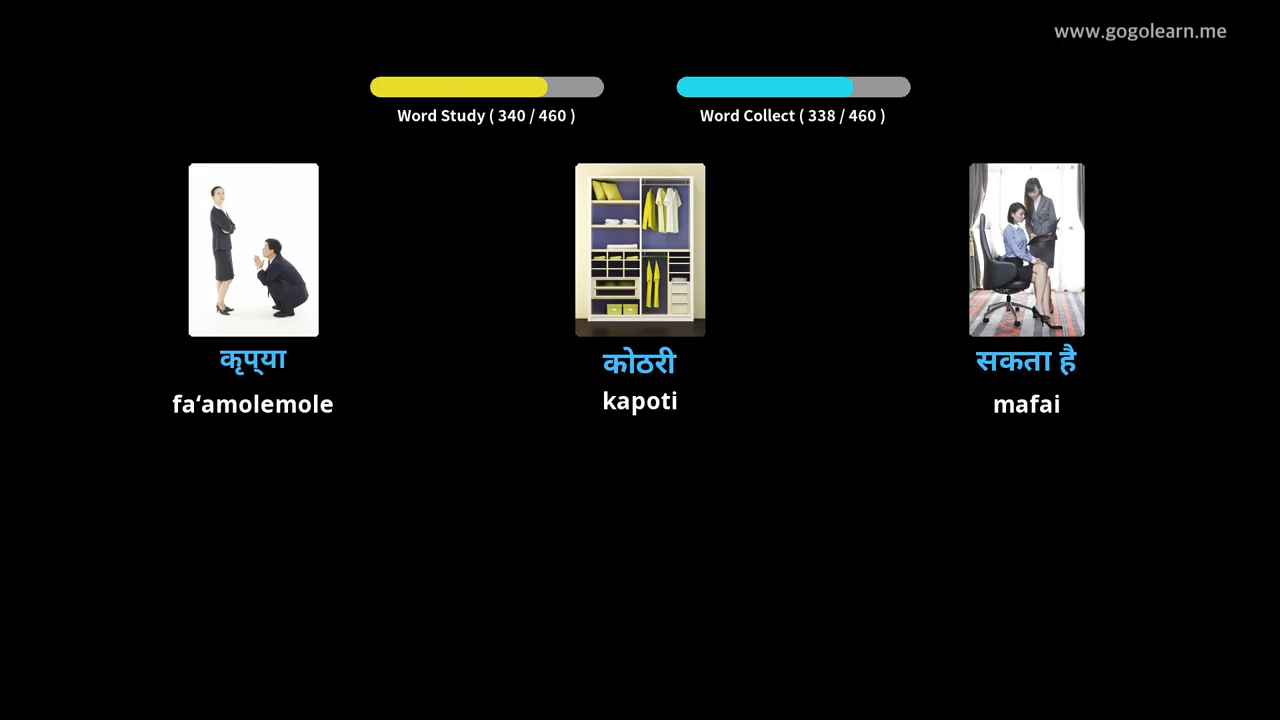 www.gogolearn.me
Word Study ( 340 / 460 )
Word Collect ( 338 / 460 )
कृप्या
कोठरी
सकता है
fa‘amolemole
kapoti
mafai